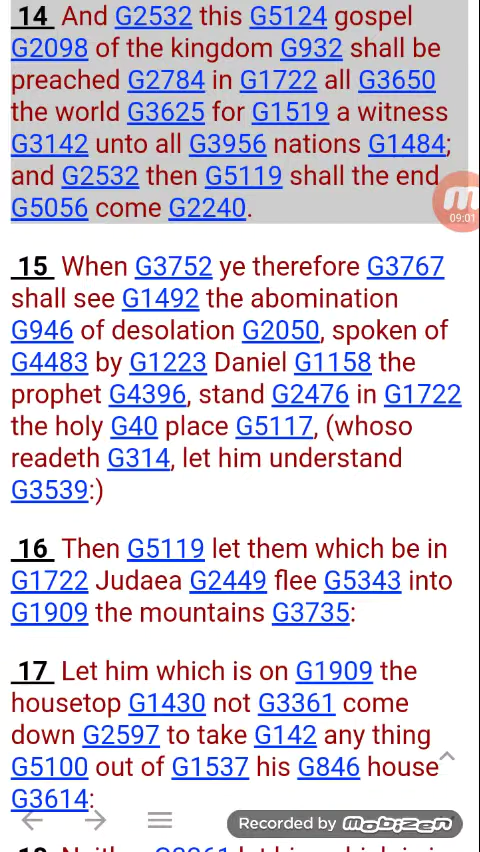 14 And G2532 this G5124 gospel
G2098 of the kingdom G932 shall be
preached G2784 in G1722 all G3650
the world G3625 for G1519 a witness
G3142 unto all G3956 nations G1484;
and G2532 then G5119 shall the end
G5056 come G2240.
09:01
15 When G3752 ye therefore G3767
shall see G1492 the abomination
G946 of desolation G2050, spoken of
G4483 by G1223 Daniel G1158 the
prophet G4396, stand G2476 in G1722
the holy G40 place G5117, (whoso
readeth G314, let him understand
G3539:)
16 Then G5119 let them which be in
G1722 Judaea G2449 flee G5343 into
G1909 the mountains G3735:
17 Let him which is on G1909 the
housetop G1430 not G3361 come
down G2597 to take G142 any thing
G5100 out of G1537 his G846 house
G3614:
Recorded by Mobizen